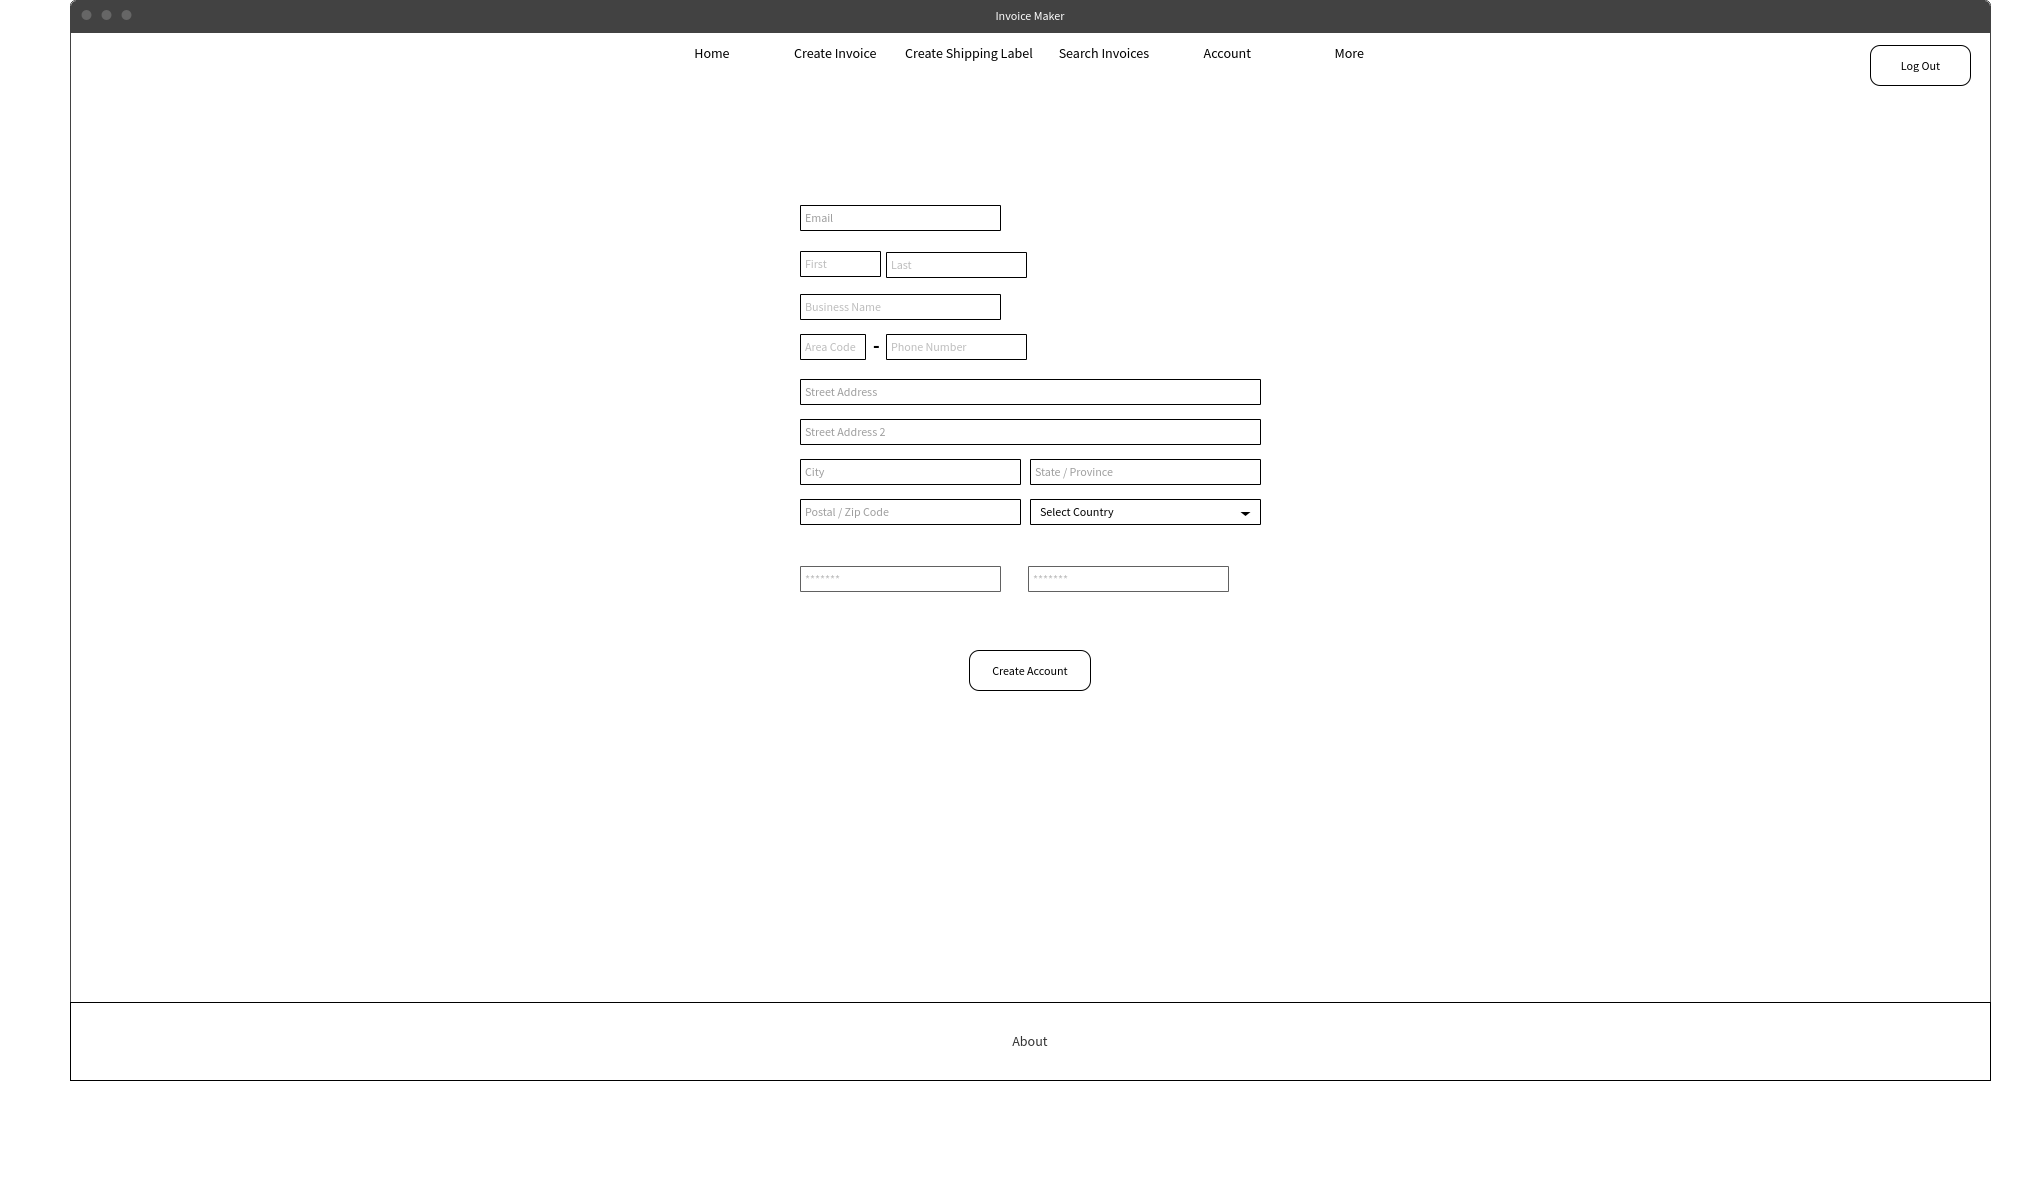 Invoice Maker
Home Create Invoice Create Shipping Label Search Invoices Account More
Log Out
Email
First Last
Business Name
Area Code - Phone Number
Street Address
Street Address 2
City State / Province
Postal / Zip Code Select Country
******* *******
Create Account
About